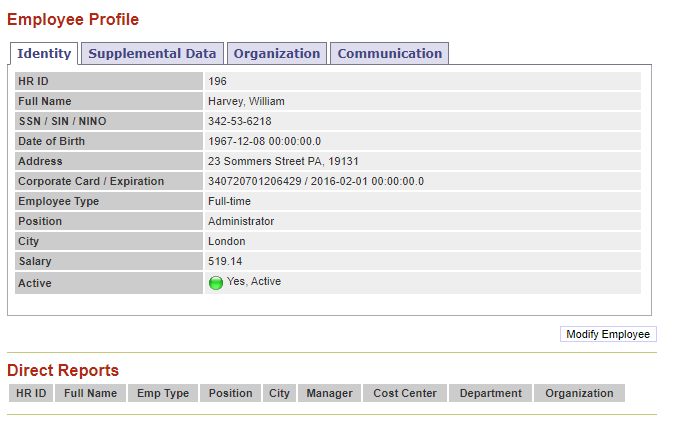 Employee Profile
Identity Supplemental Data Organization Communication
HR ID 196
Full Name Harvey, William
SSN / SIN / NINO 342-53-6218
Date of Birth 1967-12-08 00:00:00.0
Address 23 Sommers Street PA, 19131
Corporate Card / Expiration 340720701206429 / 2016-02-01 00:00:00.0
Employee Type Full-time
Position Administrator
City London
Salary 519.14
Active Yes, Active
Modify Employee
Direct Reports
HR ID Full Name Emp Type Position City Manager Cost Center Department Organization